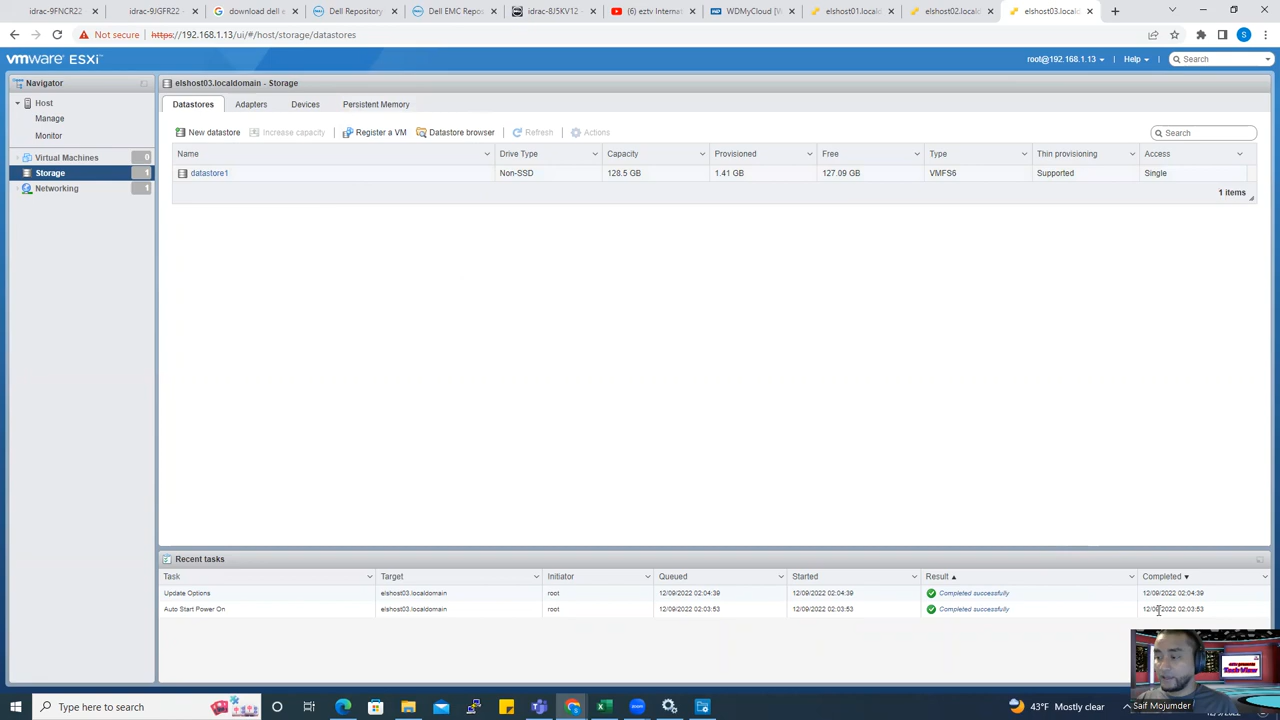 idrac-9FNCR22
idrac-9JGFR22
download dell e
Dell Repository
Dell EMC Repos
idrac-8J5KV12
(6) eztv Internat
WDMyCloud [W
elshost01.localdo
elshost02.locald
elshost03.localdo
Not secure
https://192.168.1.13/ui/#/host/storage/datastores
S
vmware ESXi
root@192.168.1.13
Help
Search
Navigator
Host
Manage
Monitor
Virtual Machines 0
Storage 1
Networking 1
elshost03.localdomain - Storage
Datastores Adapters Devices Persistent Memory
New datastore Increase capacity Register a VM Datastore browser Refresh Actions Search
Name Drive Type Capacity Provisioned Free Type Thin provisioning Access
datastore1 Non-SSD 128.5 GB 1.41 GB 127.09 GB VMFS6 Supported Single
1 items
Recent tasks
Task Target Initiator Queued Started Result Completed
Update Options elshost03.localdomain root 12/09/2022 02:04:39 12/09/2022 02:04:39 Completed successfully 12/09/2022 02:04:39
Auto Start Power On elshost03.localdomain root 12/09/2022 02:03:53 12/09/2022 02:03:53 Completed successfully 12/09/2022 02:03:53
Tech View
Saif Mojumder
Type here to search
43°F Mostly clear